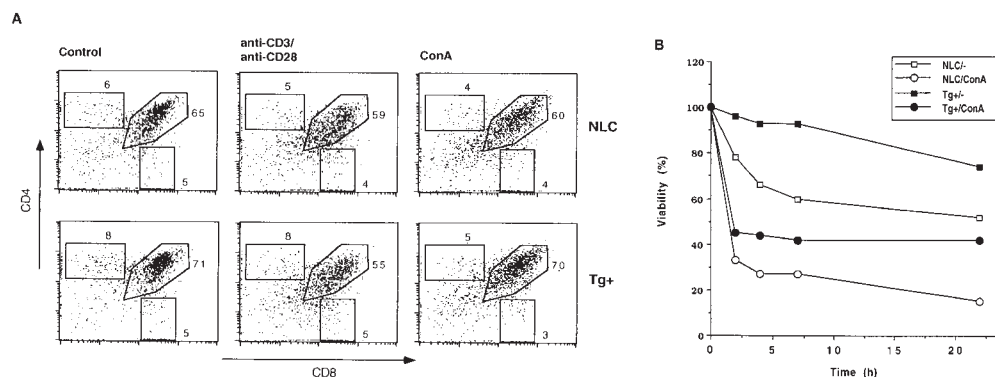 A
Control
anti-CD3/
anti-CD28
ConA
6
65
5
5
59
4
4
60
4
NLC
8
71
5
8
55
5
5
70
3
Tg+
CD4
CD8
B
NLC/-
NLC/ConA
Tg+/-
Tg+/ConA
120
100
80
60
40
20
0
Viability (%)
0
5
10
15
20
Time (h)